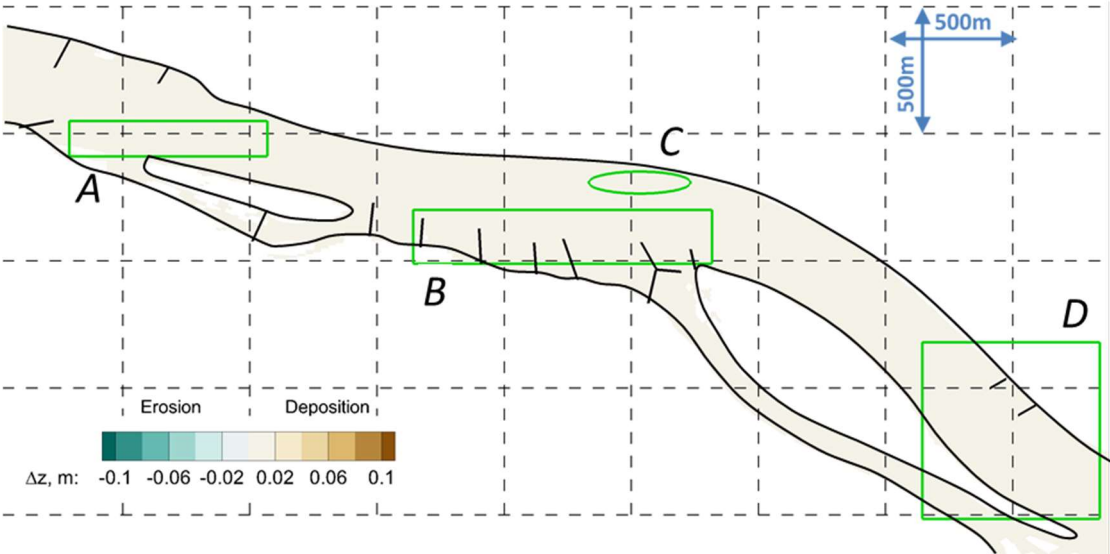 500m
500m
C
A
B
D
Erosion Deposition
Δz, m: -0.1 -0.06 -0.02 0.02 0.06 0.1